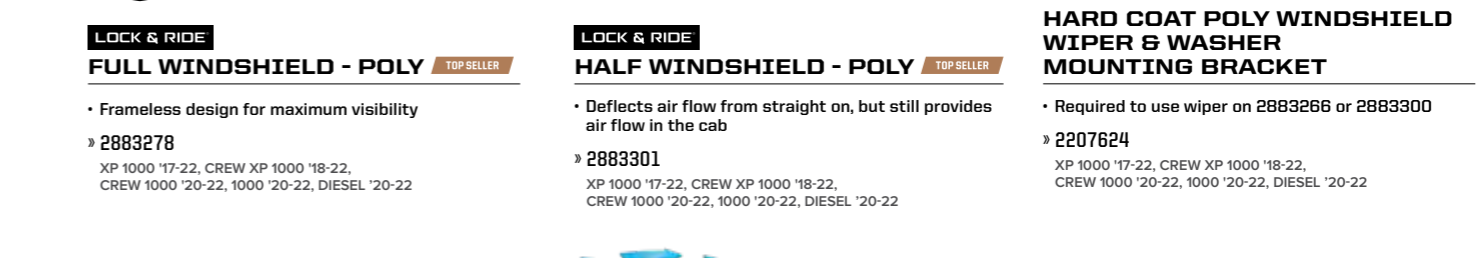 LOCK & RIDE
FULL WINDSHIELD - POLY TOP SELLER
• Frameless design for maximum visibility
» 2883278
XP 1000 '17-22, CREW XP 1000 '18-22,
CREW 1000 '20-22, 1000 '20-22, DIESEL '20-22
LOCK & RIDE
HALF WINDSHIELD - POLY TOP SELLER
• Deflects air flow from straight on, but still provides
air flow in the cab
» 2883301
XP 1000 '17-22, CREW XP 1000 '18-22,
CREW 1000 '20-22, 1000 '20-22, DIESEL '20-22
HARD COAT POLY WINDSHIELD
WIPER & WASHER
MOUNTING BRACKET
• Required to use wiper on 2883266 or 2883300
» 2207624
XP 1000 '17-22, CREW XP 1000 '18-22,
CREW 1000 '20-22, 1000 '20-22, DIESEL ’20-22